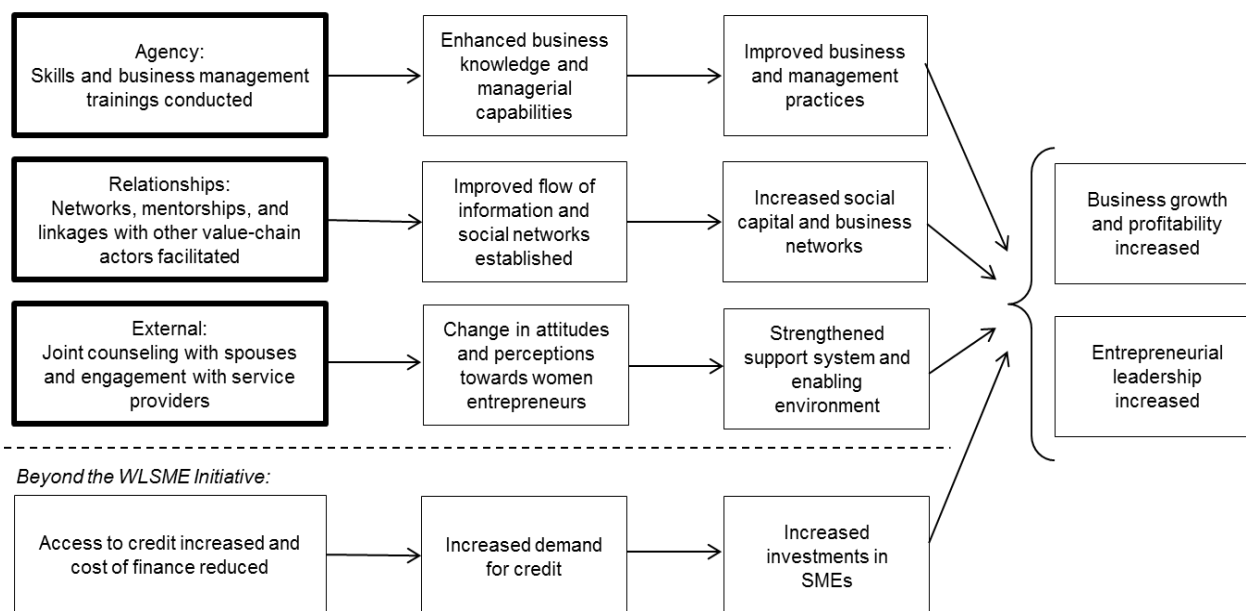 Agency:
Skills and business management
trainings conducted
Enhanced business
knowledge and
managerial
capabilities
Improved business
and management
practices
Relationships:
Networks, mentorships, and
linkages with other value-chain
actors facilitated
Improved flow of
information and
social networks
established
Increased social
capital and business
networks
External:
Joint counseling with spouses
and engagement with service
providers
Change in attitudes
and perceptions
towards women
entrepreneurs
Strengthened
support system and
enabling
environment
Business growth
and profitability
increased
Entrepreneurial
leadership
increased
Beyond the WLSME Initiative:
Access to credit increased and
cost of finance reduced
Increased demand
for credit
Increased
investments in
SMEs